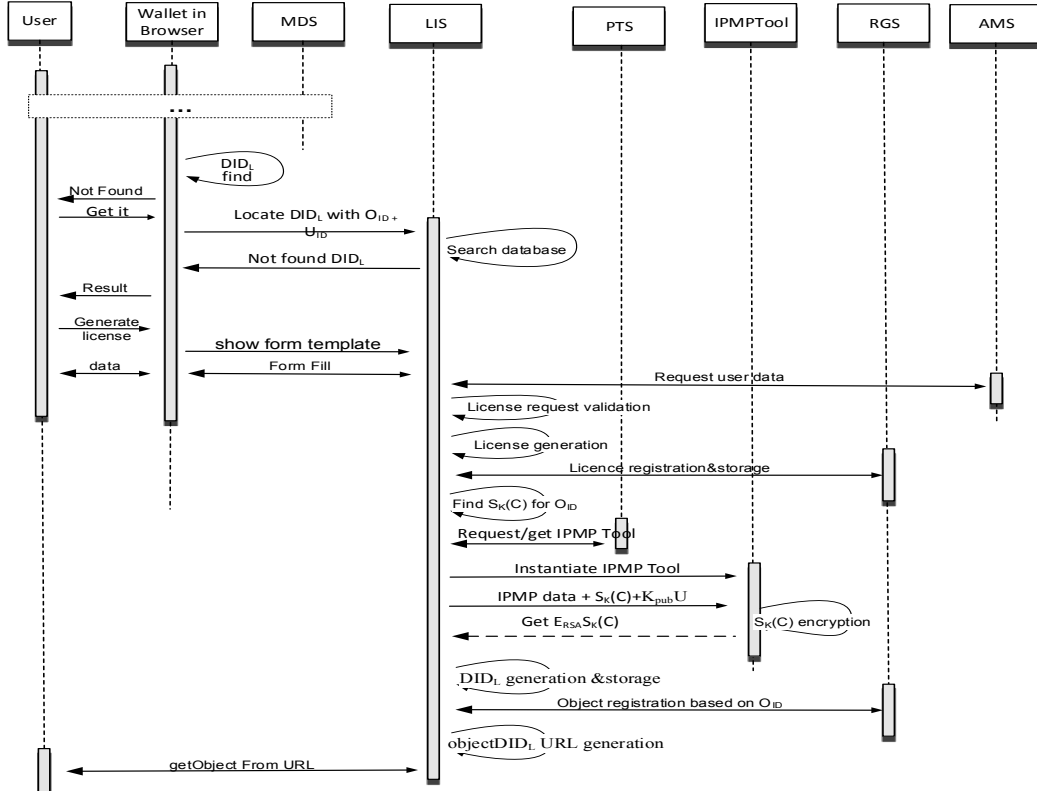 User
Wallet in
Browser
MDS
LIS
PTS
IPMPTool
RGS
AMS
...
DIDL
find
Not Found
Get it
Locate DIDL with OID +
UID
Search database
Not found DIDL
Result
Generate
license
show form template
data
Form Fill
Request user data
License request validation
License generation
Licence registration&storage
Find SK(C) for OID
Request/get IPMP Tool
Instantiate IPMP Tool
IPMP data + SK(C)+KpubU
Get ERSASK(C)
SK(C) encryption
DIDL generation &storage
Object registration based on OID
objectDIDL URL generation
getObject From URL